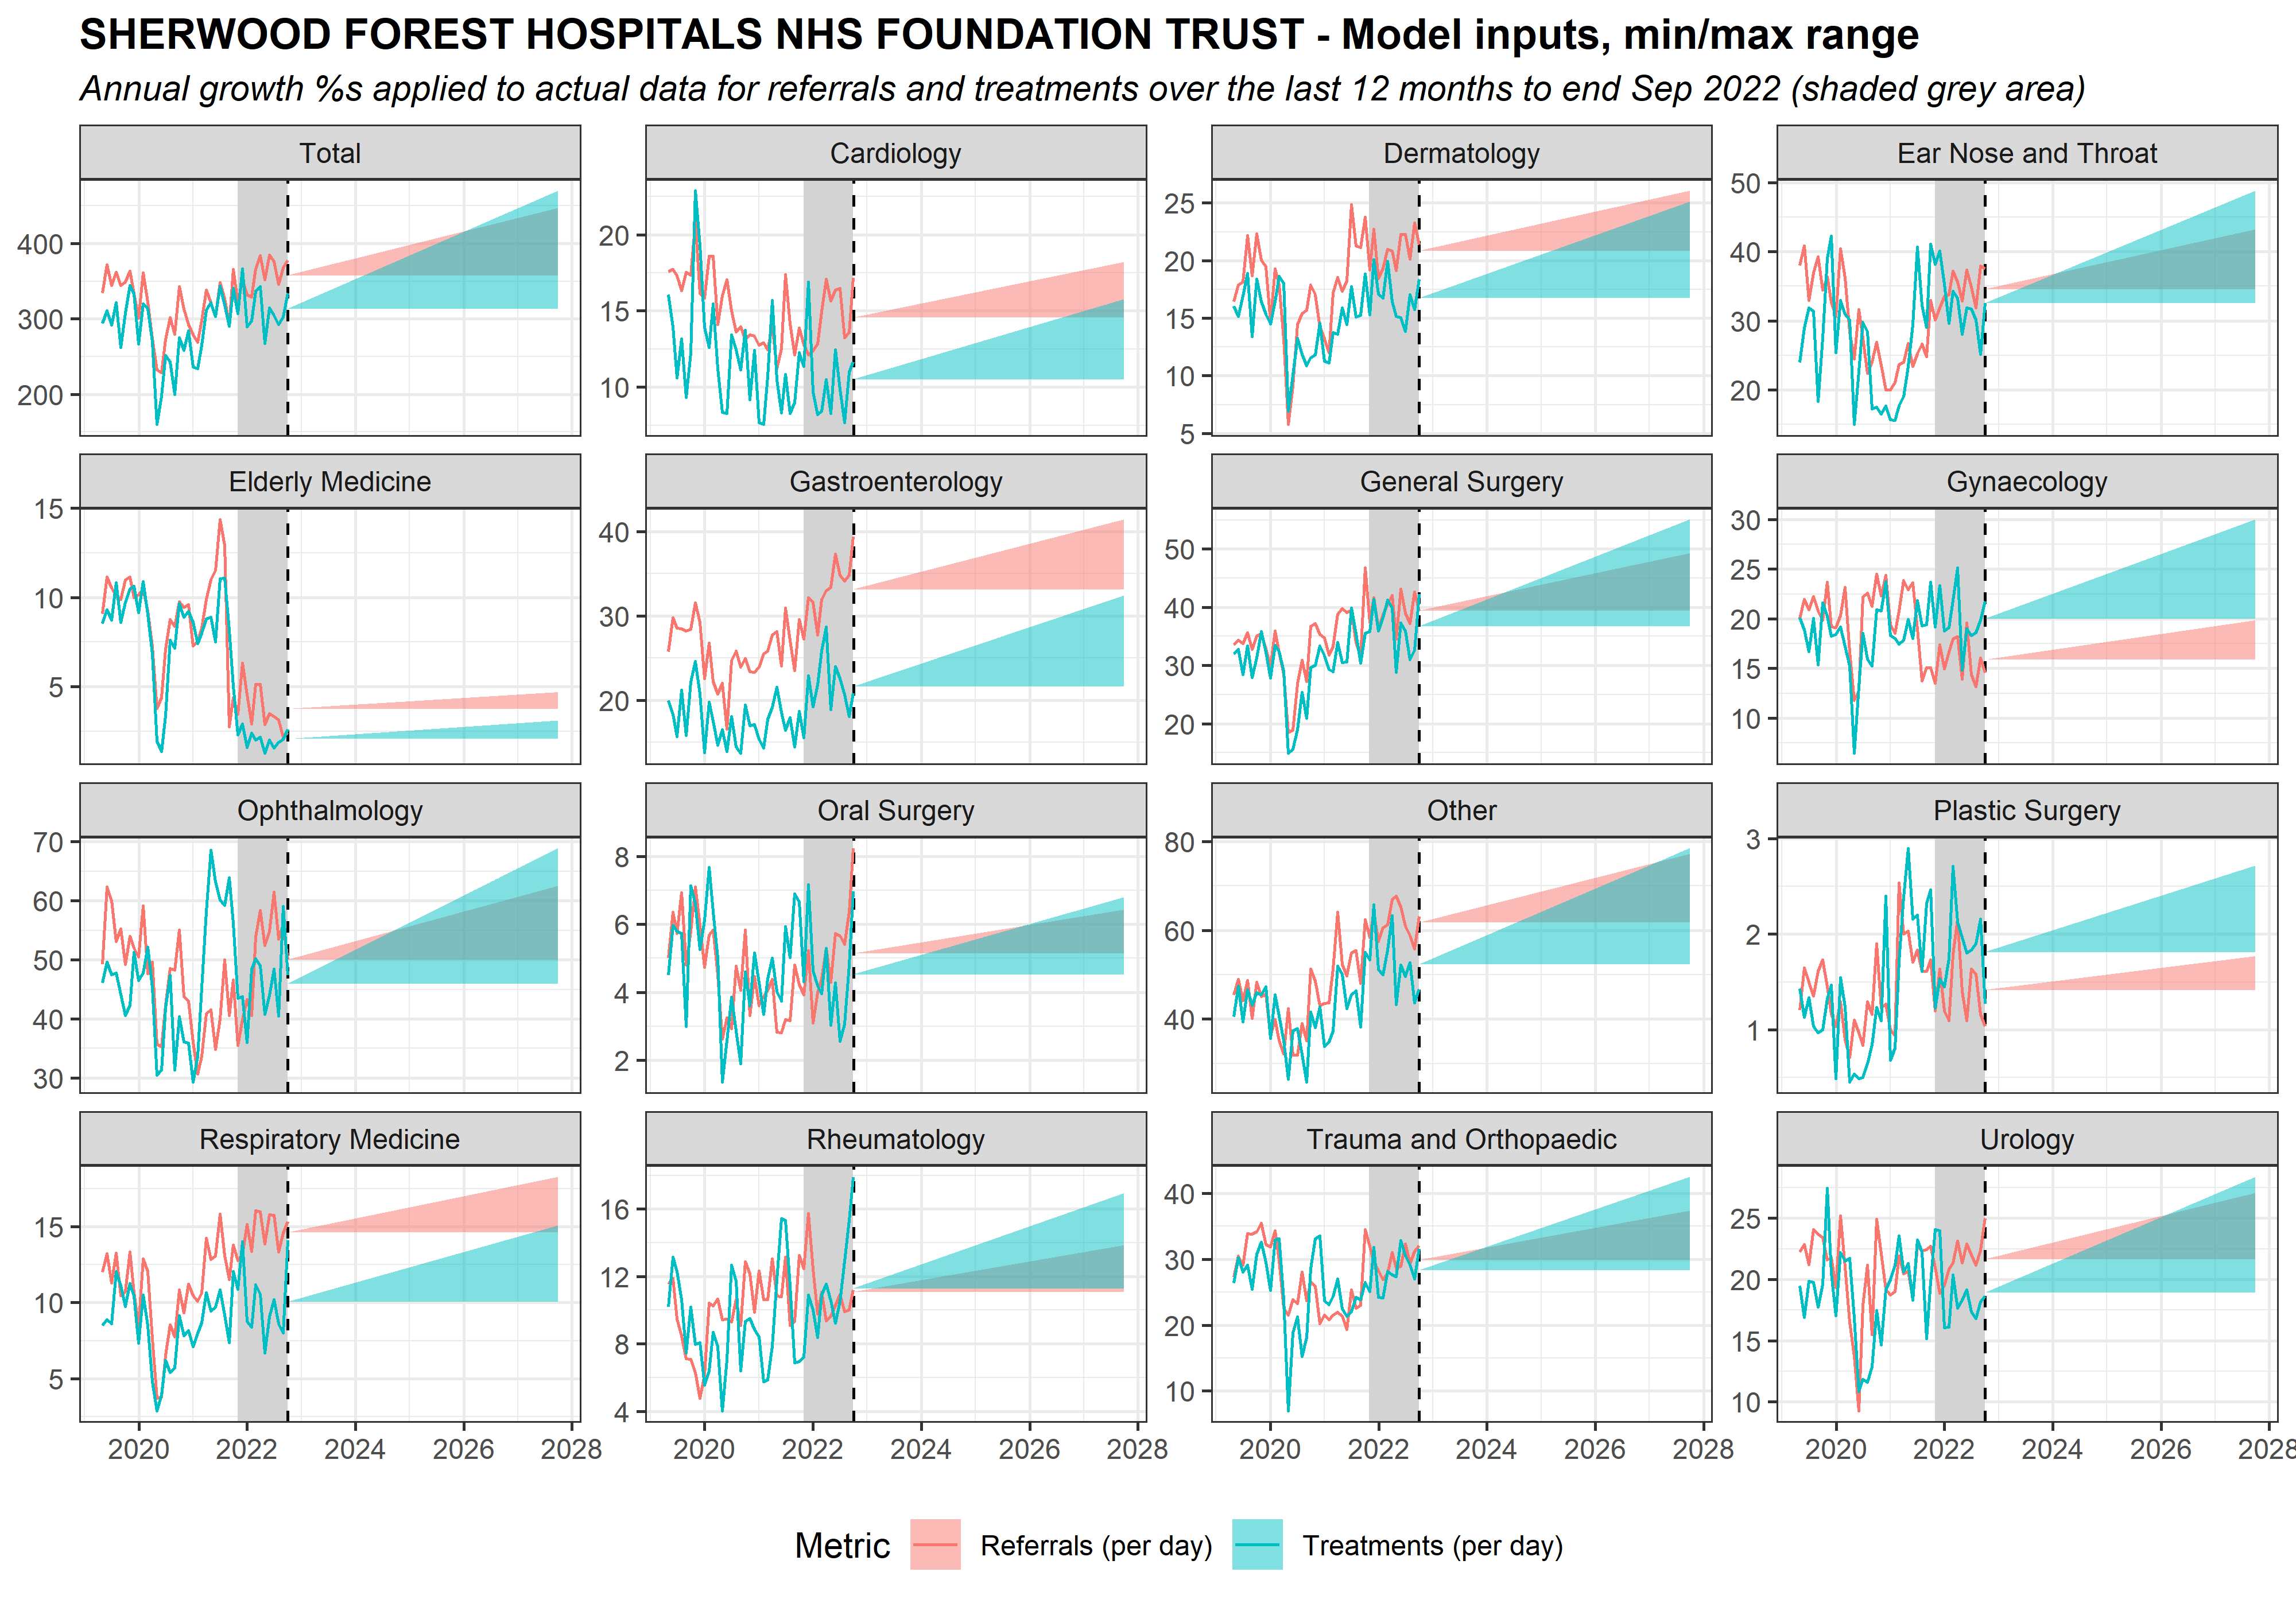 SHERWOOD FOREST HOSPITALS NHS FOUNDATION TRUST - Model inputs, min/max range
Annual growth %s applied to actual data for referrals and treatments over the last 12 months to end Sep 2022 (shaded grey area)
Total
Cardiology
Dermatology
Ear Nose and Throat
400
300
200
20
15
10
25
20
15
10
5
50
40
30
20
Elderly Medicine
Gastroenterology
General Surgery
Gynaecology
15
10
5
40
30
20
50
40
30
20
30
25
20
15
10
Ophthalmology
Oral Surgery
Other
Plastic Surgery
70
60
50
40
30
8
6
4
2
80
60
40
3
2
1
Respiratory Medicine
Rheumatology
Trauma and Orthopaedic
Urology
15
10
5
16
12
8
4
40
30
20
10
25
20
15
10
2020 2022 2024 2026 2028
2020 2022 2024 2026 2028
2020 2022 2024 2026 2028
2020 2022 2024 2026 2028
Metric Referrals (per day) Treatments (per day)